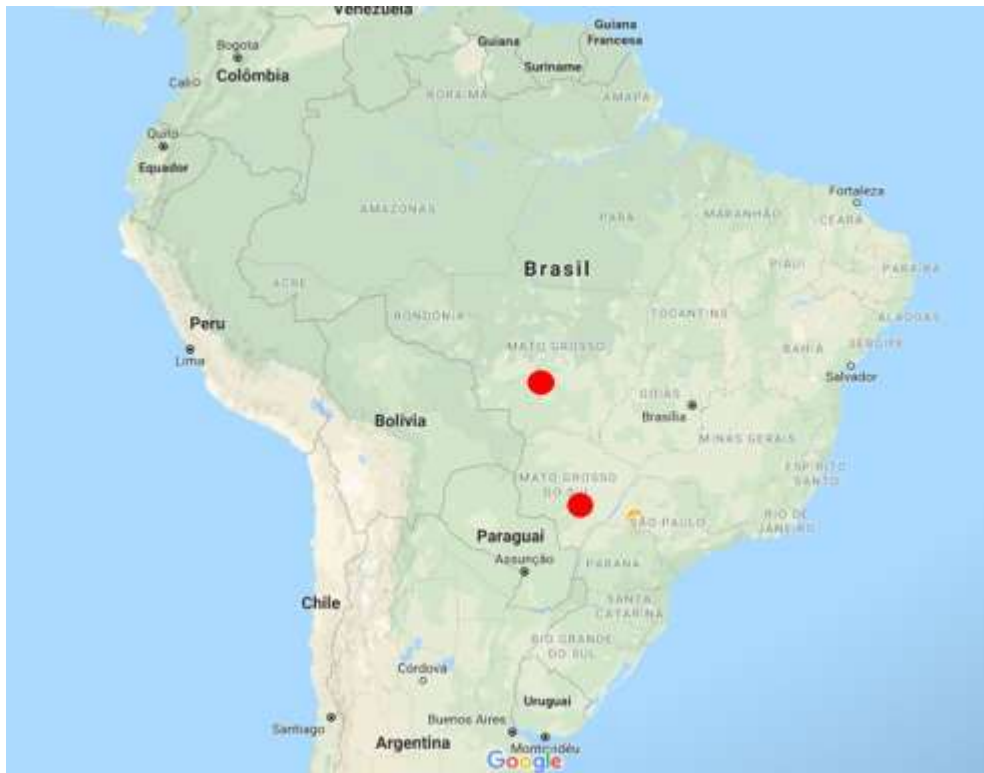 Venezuela
Bogotá
Colômbia
Cali
Guiana
Suriname
Guiana
Francesa
RORAIMA
AMAPÁ
Quito
Equador
AMAZONAS
PARÁ
MARANHÃO
Fortaleza
CEARÁ
Brasil
PIAUÍ
PARAÍBA
ACRE
RONDÔNIA
TOCANTINS
ALAGOAS
Peru
Lima
MATO GROSSO
BAHIA
SERGIPE
Salvador
GOIÁS
Brasília
Bolívia
MINAS GERAIS
ESPÍRITO
SANTO
MATO GROSSO
DO SUL
SÃO PAULO
RIO DE
JANEIRO
Paraguai
Assunção
PARANÁ
Chile
SANTA
CATARINA
RIO GRANDE
DO SUL
Córdova
Uruguai
Santiago
Buenos Aires
Argentina
Montevidéu
Google